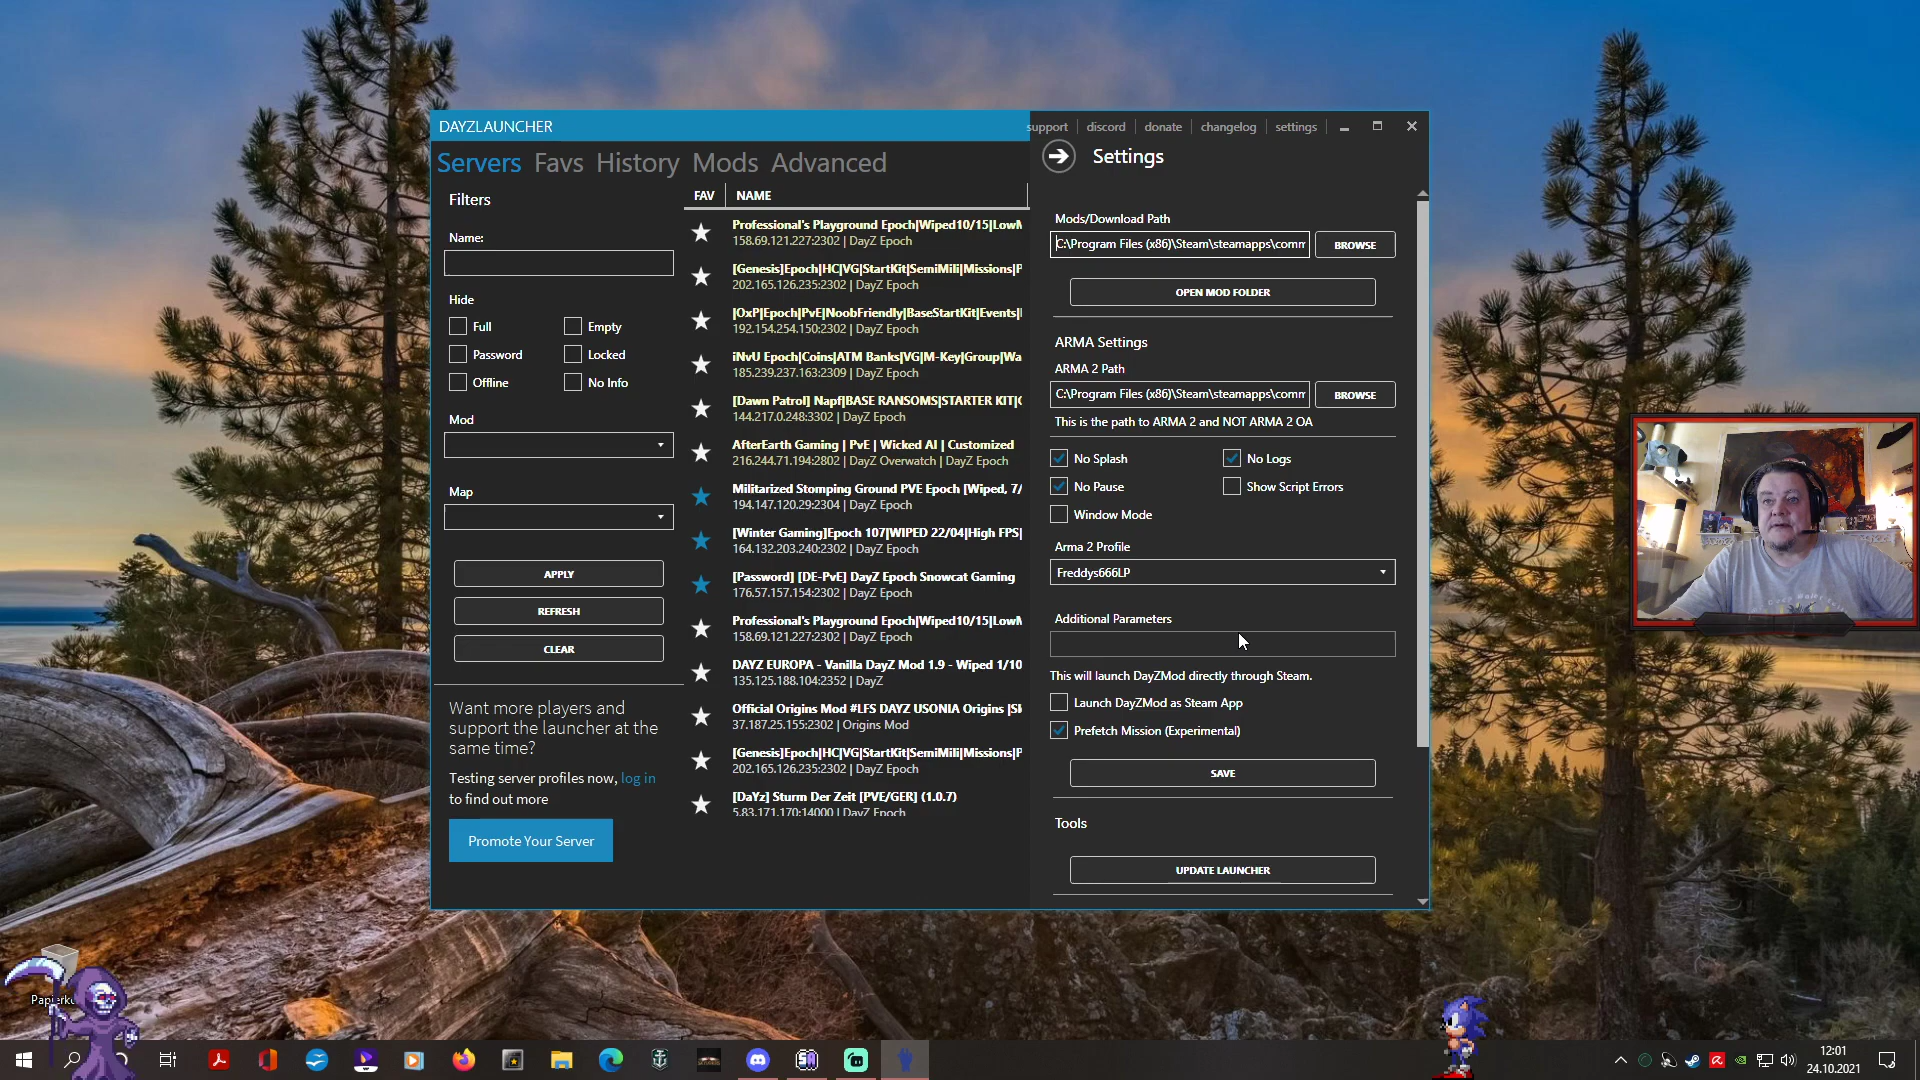 DAYZLAUNCHER
support
discord
donate
changelog
settings
Servers Favs History Mods Advanced
Filters
Name:
Hide
Full
Empty
Password
Locked
Offline
No Info
Mod
Map
APPLY
REFRESH
CLEAR
Want more players and
support the launcher at the
same time?
Testing server profiles now, log in
to find out more
Promote Your Server
FAV
NAME
Professional's Playground Epoch|Wiped10/15|Low
158.69.121.227:2302 | DayZ Epoch
[Genesis]Epoch|HC|VG|StartKit|SemiMili|Missions|
202.165.126.235:2302 | DayZ Epoch
|OxP|Epoch|PvE|NoobFriendly|BaseStartKit|Events|
192.154.254.150:2302 | DayZ Epoch
iNvU Epoch|Coins|ATM Banks|VG|M-Key|Group|Wa
185.239.237.163:2309 | DayZ Epoch
[Dawn Patrol] Napf|BASE RANSOMS|STARTER KIT|
144.217.0.248:3302 | DayZ Epoch
AfterEarth Gaming | PvE | Wicked AI | Customized
216.244.71.194:2802 | DayZ Overwatch | DayZ Epoch
Militarized Stomping Ground PVE Epoch [Wiped, 7/
194.147.120.29:2304 | DayZ Epoch
[Winter Gaming]Epoch 107|WIPED 22/04|High FPS|
164.132.203.240:2302 | DayZ Epoch
[Password] [DE-PvE] DayZ Epoch Snowcat Gaming
176.57.157.154:2302 | DayZ Epoch
Professional's Playground Epoch|Wiped10/15|Low
158.69.121.227:2302 | DayZ Epoch
DAYZ EUROPA - Vanilla DayZ Mod 1.9 - Wiped 1/10
135.125.188.104:2352 | DayZ
Official Origins Mod #LFS DAYZ USONIA Origins |
37.187.25.155:2302 | Origins Mod
[Genesis]Epoch|HC|VG|StartKit|SemiMili|Missions|
202.165.126.235:2302 | DayZ Epoch
[DaYz] Sturm Der Zeit [PVE/GER] (1.0.7)
5.83.171.170:14000 | DayZ Epoch
Settings
Mods/Download Path
C:\Program Files (x86)\Steam\steamapps\comm
BROWSE
OPEN MOD FOLDER
ARMA Settings
ARMA 2 Path
C:\Program Files (x86)\Steam\steamapps\comm
BROWSE
This is the path to ARMA 2 and NOT ARMA 2 OA
No Splash
No Logs
No Pause
Show Script Errors
Window Mode
Arma 2 Profile
Freddys666LP
Additional Parameters
This will launch DayZMod directly through Steam.
Launch DayZMod as Steam App
Prefetch Mission (Experimental)
SAVE
Tools
UPDATE LAUNCHER
12:01
24.10.2021